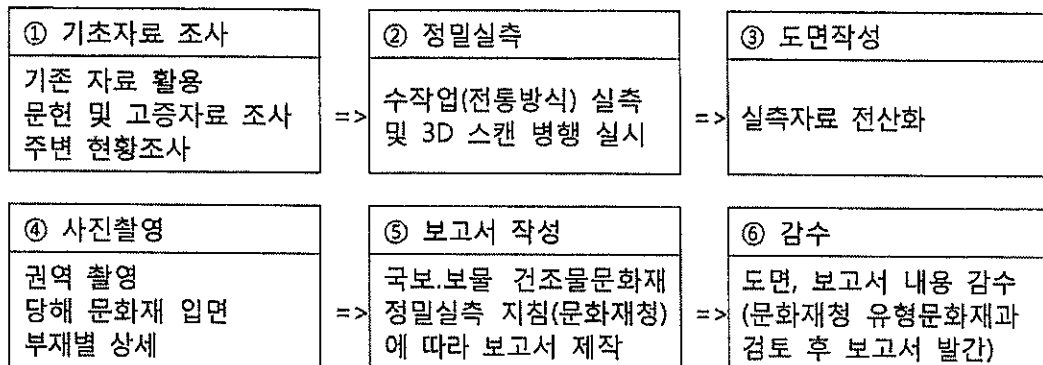 ① 기초자료 조사
기존 자료 활용
문헌 및 고증자료 조사
주변 현황조사
=>
② 정밀실측
수작업(전통방식) 실측
및 3D 스캔 병행 실시
=>
③ 도면작성
실측자료 전산화
④ 사진촬영
권역 촬영
당해 문화재 입면
부재별 상세
=>
⑤ 보고서 작성
국보.보물 건조물문화재
정밀실측 지침(문화재청)
에 따라 보고서 제작
=>
⑥ 감수
도면, 보고서 내용 감수
(문화재청 유형문화재과
검토 후 보고서 발간)